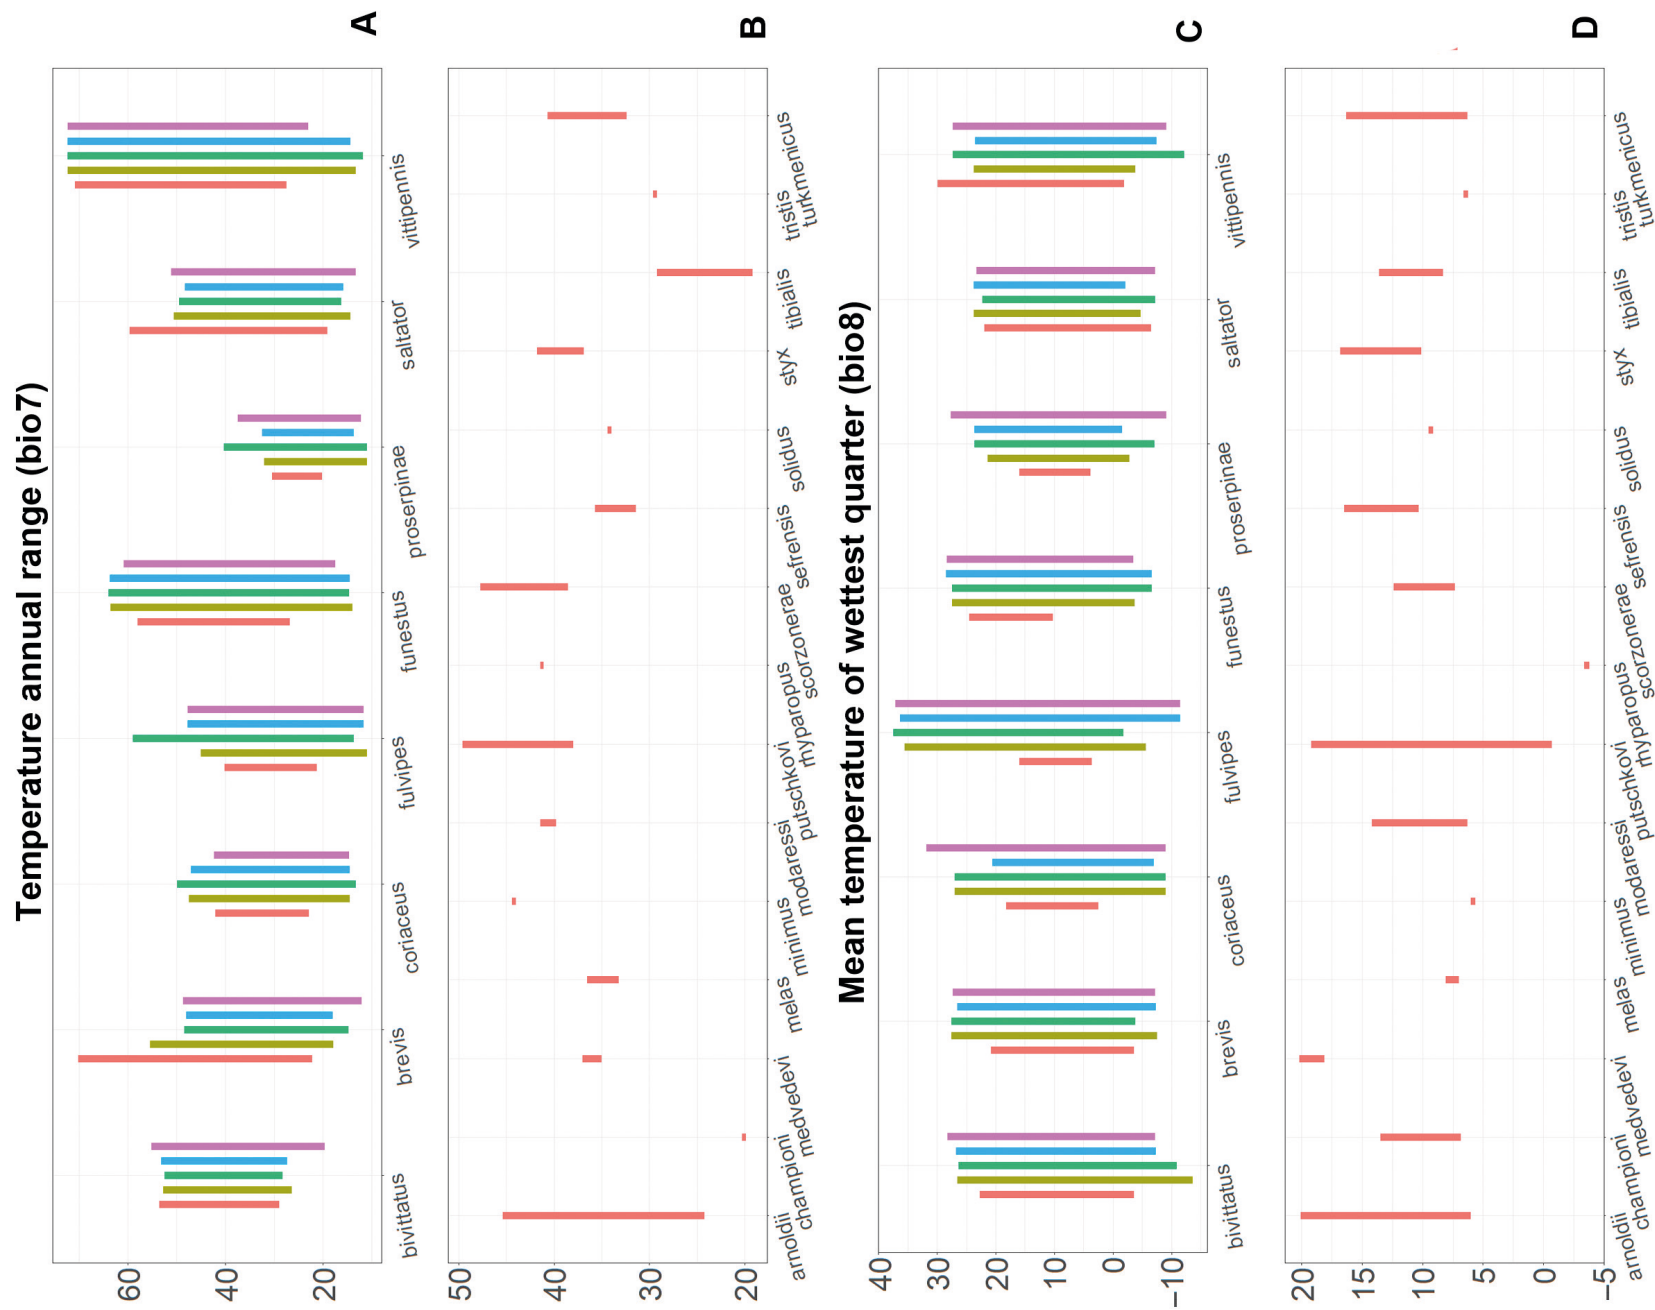 Temperature annual range (bio7)
A
60
40
20
bivittatus
brevis
coriaceus
fulvipes
funestus
proserpinae
saltator
vittipennis
B
50
40
30
20
arnoldii
championi
medvedevi
melas
minimus
modaressi
putschkovi
rhyparopus
scorzonerae
sefrensis
solidus
styx
tibialis
tristis
turkmenicus
Mean temperature of wettest quarter (bio8)
C
40
30
20
10
0
−10
bivittatus
brevis
coriaceus
fulvipes
funestus
proserpinae
saltator
vittipennis
D
20
15
10
5
0
−5
arnoldii
championi
medvedevi
melas
minimus
modaressi
putschkovi
rhyparopus
scorzonerae
sefrensis
solidus
styx
tibialis
tristis
turkmenicus